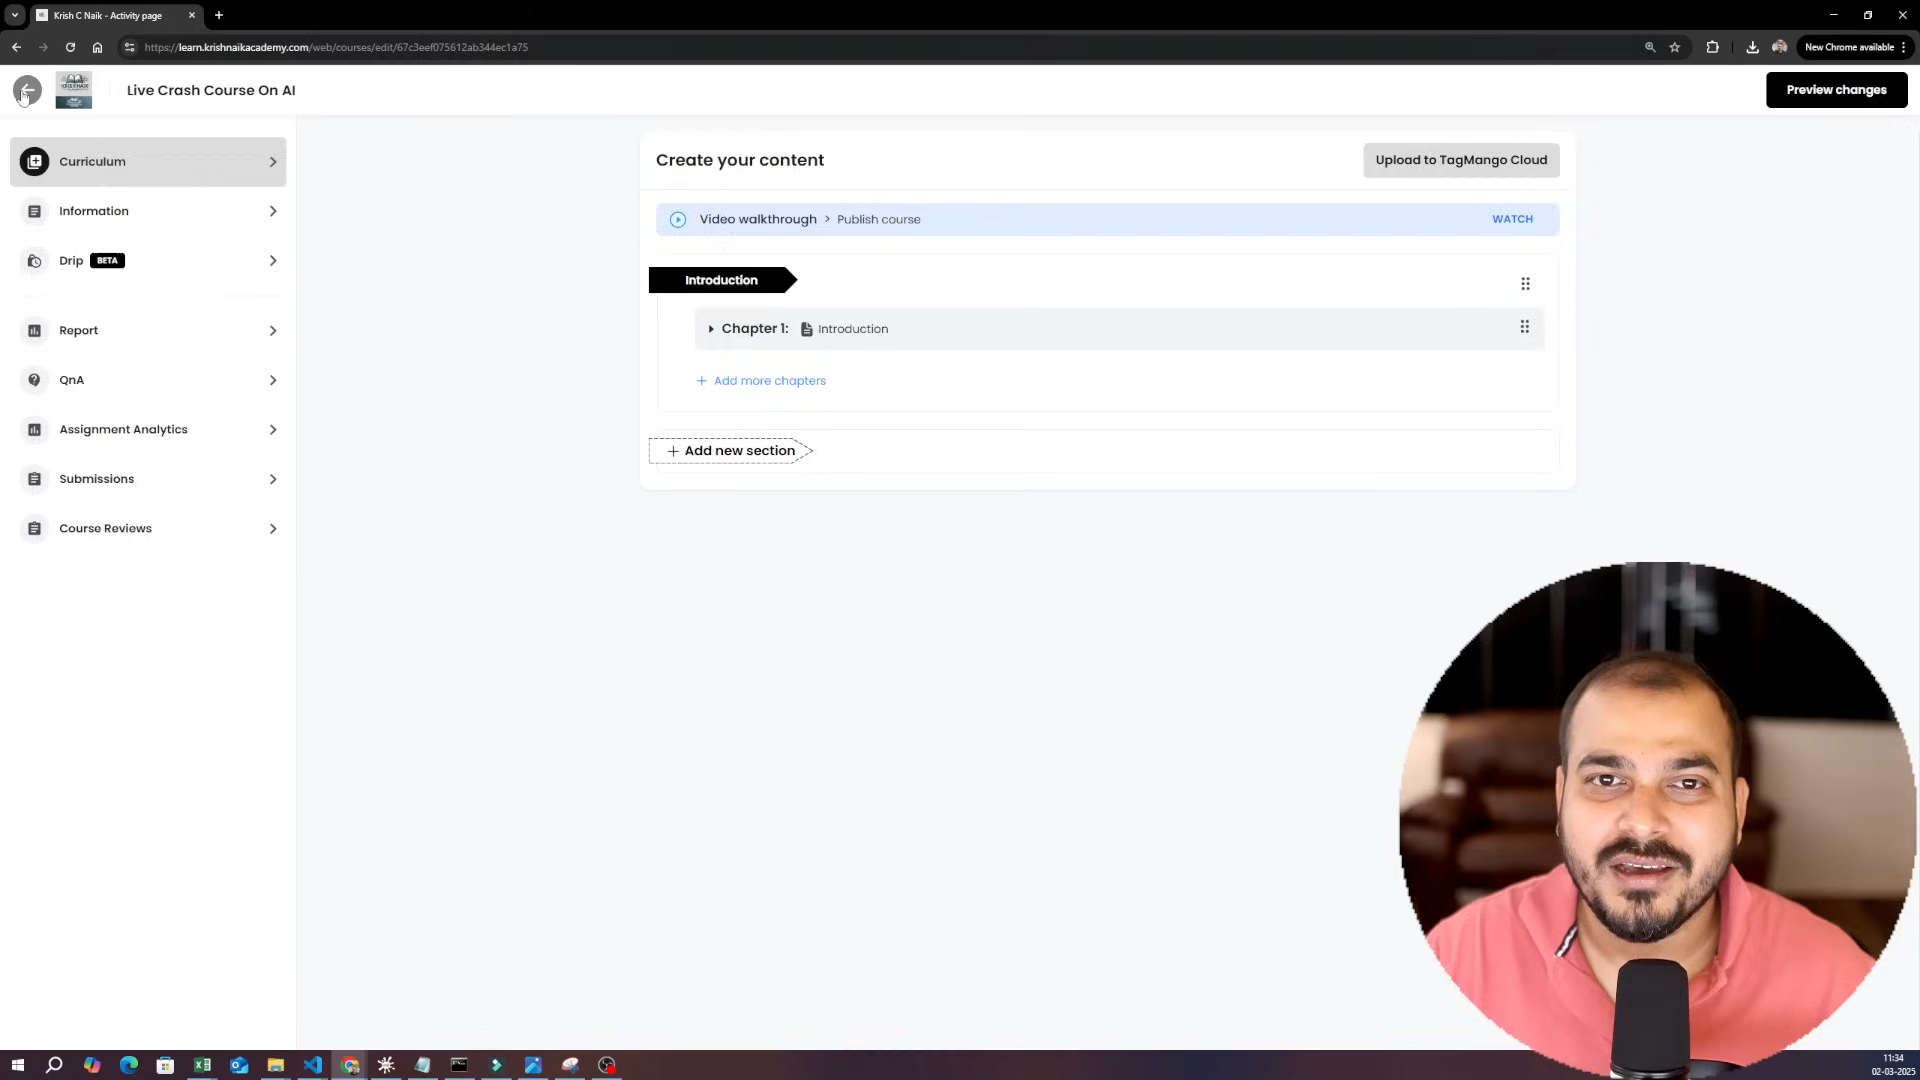 Krish C Naik - Activity page
https://learn.krishnaikacademy.com/web/courses/edit/67c3eef075612ab344ec1a75
New Chrome available
Live Crash Course On AI
Preview changes
Curriculum
Information
Drip BETA
Report
QnA
Assignment Analytics
Submissions
Course Reviews
Create your content
Upload to TagMango Cloud
Video walkthrough > Publish course
WATCH
Introduction
Chapter 1: Introduction
+ Add more chapters
+ Add new section
11:34
02-03-2025